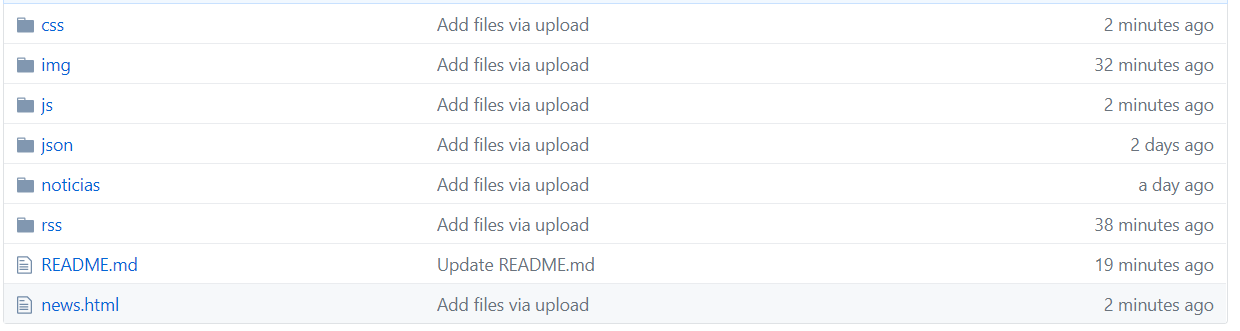 css Add files via upload 2 minutes ago
img Add files via upload 32 minutes ago
js Add files via upload 2 minutes ago
json Add files via upload 2 days ago
noticias Add files via upload a day ago
rss Add files via upload 38 minutes ago
README.md Update README.md 19 minutes ago
news.html Add files via upload 2 minutes ago